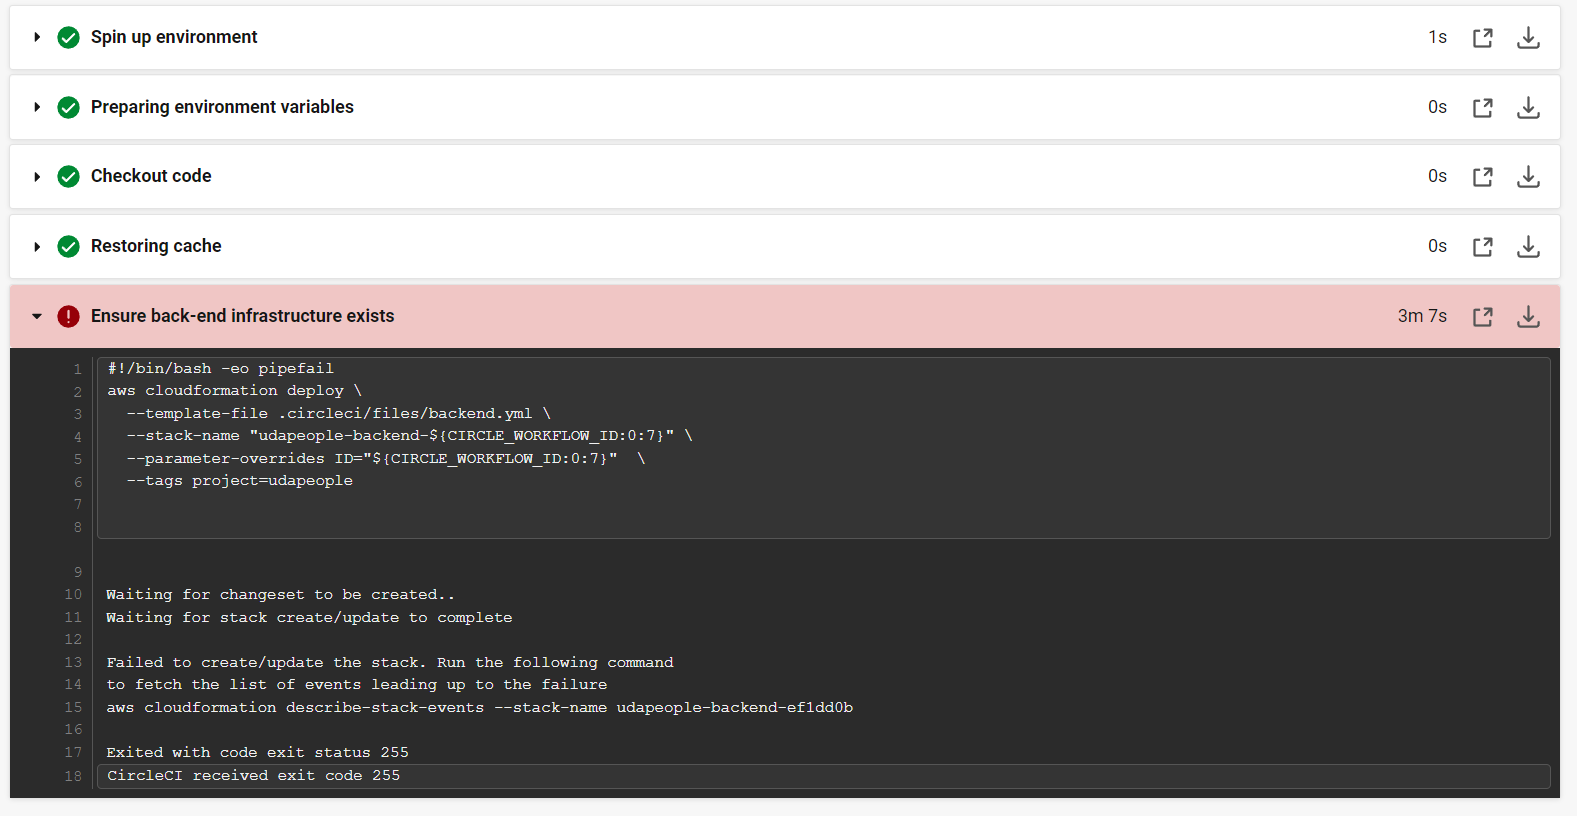 Spin up environment 1s
Preparing environment variables 0s
Checkout code 0s
Restoring cache 0s
Ensure back-end infrastructure exists 3m 7s
1 #!/bin/bash -eo pipefail
2 aws cloudformation deploy \
3 --template-file .circleci/files/backend.yml \
4 --stack-name "udapeople-backend-${CIRCLE_WORKFLOW_ID:0:7}" \
5 --parameter-overrides ID="${CIRCLE_WORKFLOW_ID:0:7}"  \
6 --tags project=udapeople
7
8
9
10 Waiting for changeset to be created..
11 Waiting for stack create/update to complete
12
13 Failed to create/update the stack. Run the following command
14 to fetch the list of events leading up to the failure
15 aws cloudformation describe-stack-events --stack-name udapeople-backend-ef1dd0b
16
17 Exited with code exit status 255
18 CircleCI received exit code 255